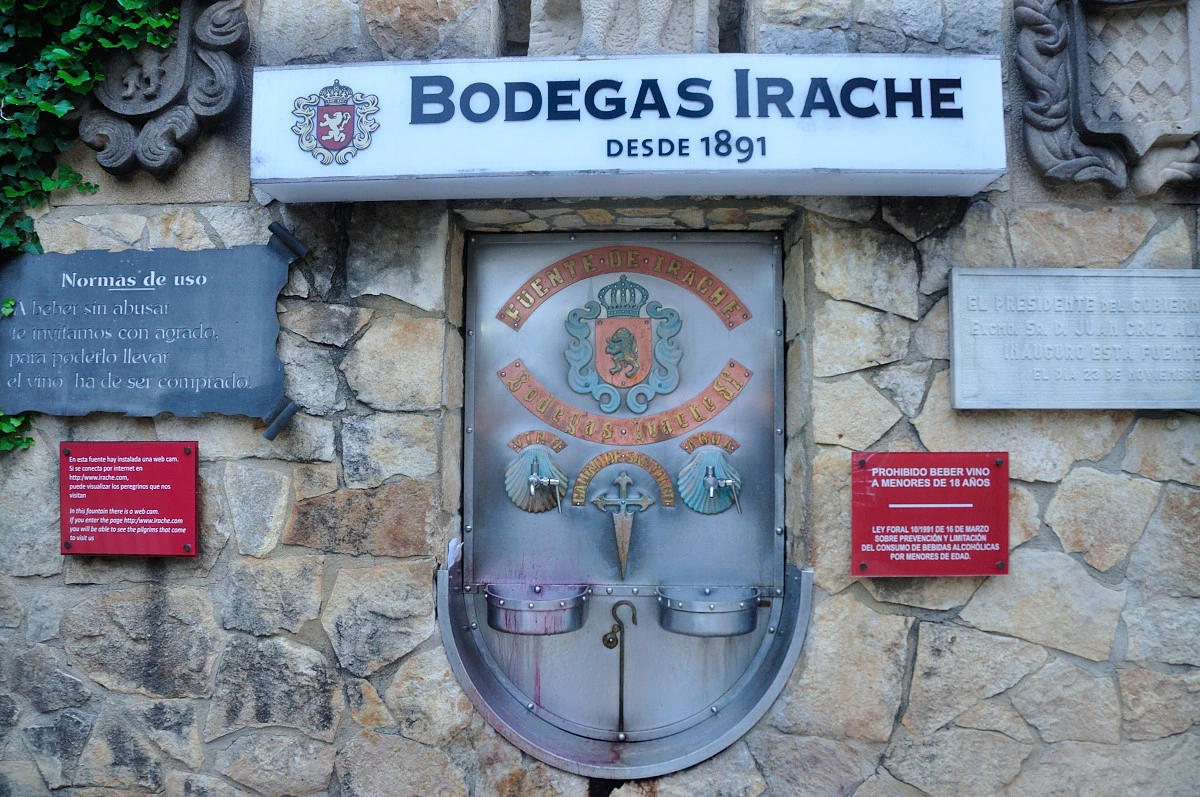 BODEGAS IRACHE
DESDE 1891
Normas de uso
A beber sin abusar
te invitamos con agrado,
para poderlo llevar
el vino ha de ser comprado.
En esta fuente hay instalada una web cam.
Si se conecta por internet en
http:/www.irache.com,
puede visualizar los peregrinos que nos
visitan
In this fountain there is a web cam.
If you enter the page http:/www.irache.com
you will be able to see the pilgrims that come
to visit us
FUENTE·DE·IRACHE
Bodegas Irache SL
VINO
AGUA
CAMINO·DE·SANTIAGO
EL PRESIDENTE DEL GOBIERN
EXCMO. S. D. JUAN CRUZ
INAUGURO ESTA FUENTE
EL DIA 23 DE NOV
PROHIBIDO BEBER VINO
A MENORES DE 18 AÑOS
LEY FORAL 10/1991 DE 16 DE MARZO
SOBRE PREVENCIÓN Y LIMITACIÓN
DEL CONSUMO DE BEBIDAS ALCOHÓLICAS
POR MENORES DE EDAD.